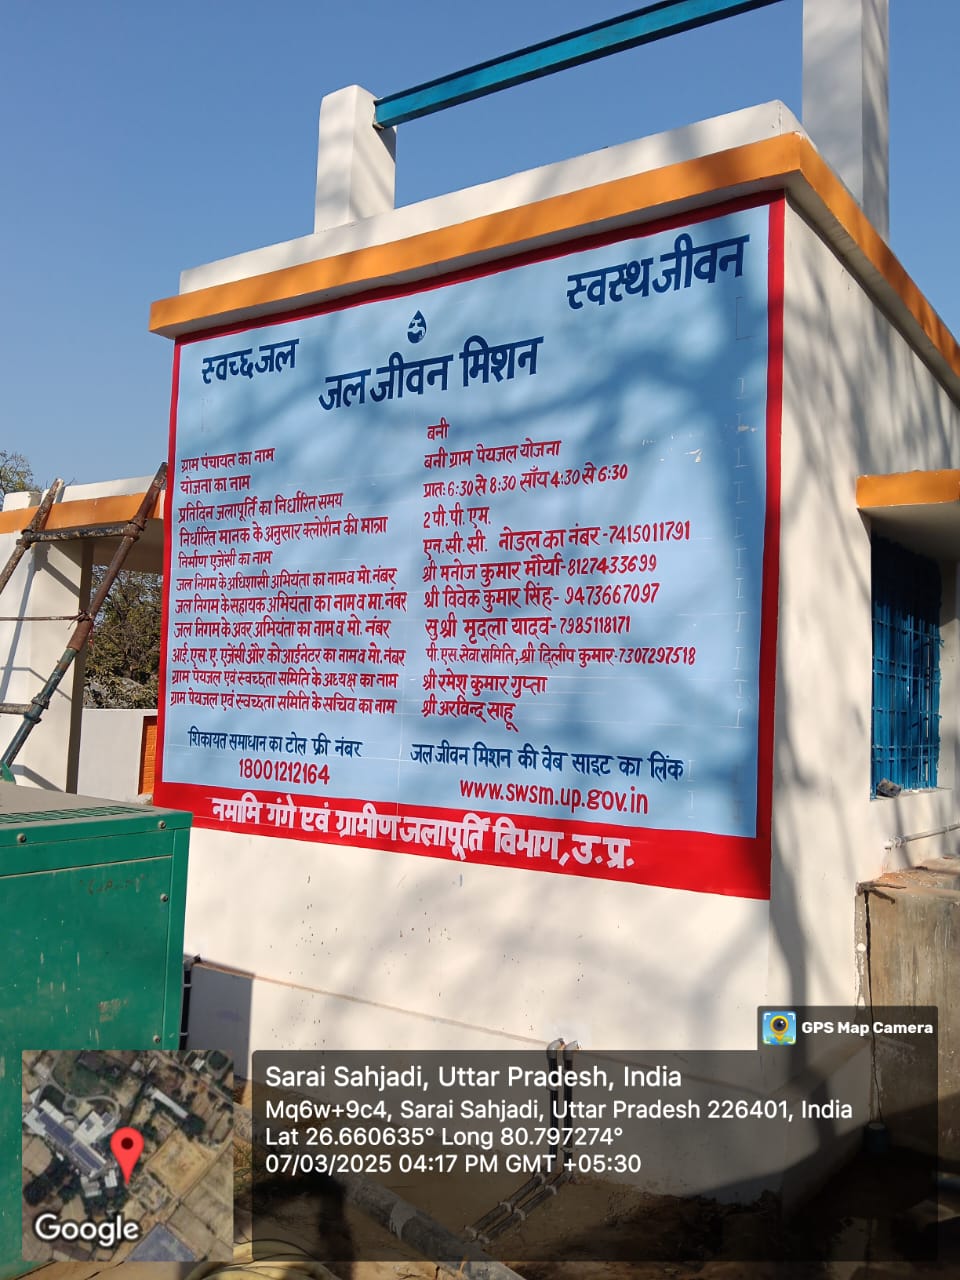 स्वच्छ जल
स्वस्थ जीवन
जल जीवन मिशन
ग्राम पंचायत का नाम बनी
योजना का नाम बनी ग्राम पेयजल योजना
प्रतिदिन जलापूर्ति का निर्धारित समय प्रातः 6:30 से 8:30 साँय 4:30 से 6:30
निर्धारित मानक के अनुसार क्लोरीन की मात्रा 2 पी. पी. एम.
निर्माण एजेंसी का नाम एन. सी. सी. नोडल का नंबर-7415011791
जल निगम के अधिशासी अभियंता का नाम व मो. नंबर श्री मनोज कुमार मौर्या-8127433699
जल निगम के सहायक अभियंता का नाम व मा. नंबर श्री विवेक कुमार सिंह- 9473667097
जल निगम के अवर अभियंता का नाम व मो. नंबर सुश्री मृदला यादव-7985118171
आई. एस. ए. एजेंसी और कोआर्डनेटर का नाम व मो. नंबर पी. एस. सेवा समिति, श्री दिलीप कुमार-7307297518
ग्राम पेयजल एवं स्वच्छता समिति के अध्यक्ष का नाम श्री रमेश कुमार गुप्ता
ग्राम पेयजल एवं स्वच्छता समिति के सचिव का नाम श्री अरविन्द साहू
शिकायत समाधान का टोल फ्री नंबर
18001212164
जल जीवन मिशन की वेब साइट का लिंक
www.swsm.up.gov.in
नमामि गंगे एवं ग्रामीण जलापूर्ति विभाग, उ. प्र.
GPS Map Camera
Sarai Sahjadi, Uttar Pradesh, India
Mq6w+9c4, Sarai Sahjadi, Uttar Pradesh 226401, India
Lat 26.660635° Long 80.797274°
07/03/2025 04:17 PM GMT +05:30
Google